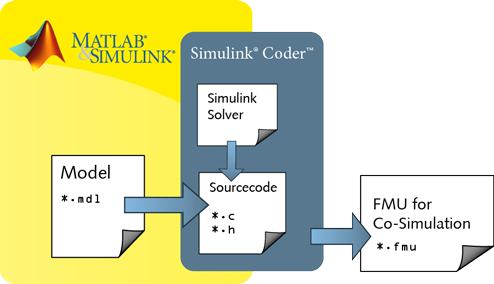 MATLAB®
&SIMULINK®
Simulink® Coder™
Simulink
Solver
Model
*.mdl
Sourcecode
*.c
*.h
FMU for
Co-Simulation
*.fmu